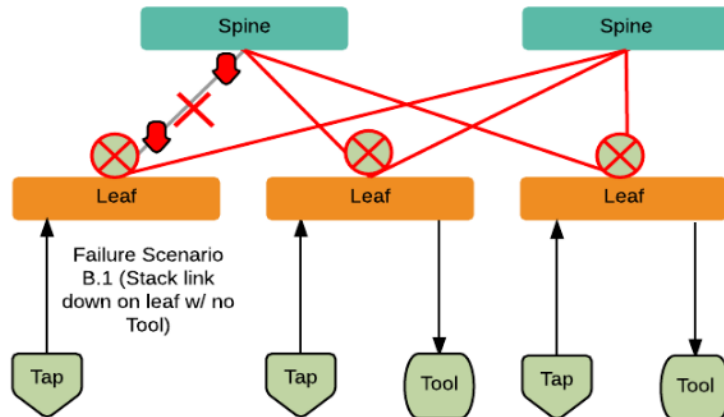 Spine
Spine
Leaf
Leaf
Leaf
Failure Scenario
B.1 (Stack link
down on leaf w/ no
Tool)
Tap
Tap
Tool
Tap
Tool